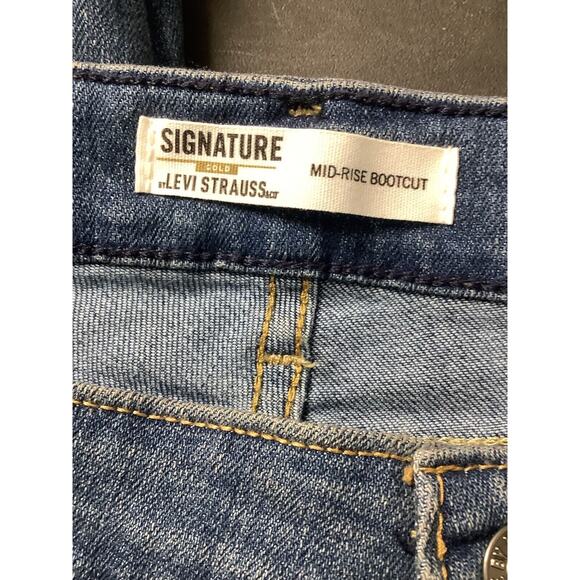 SIGNATURE
GOLD
BY LEVI STRAUSS & CO
MID-RISE BOOTCUT